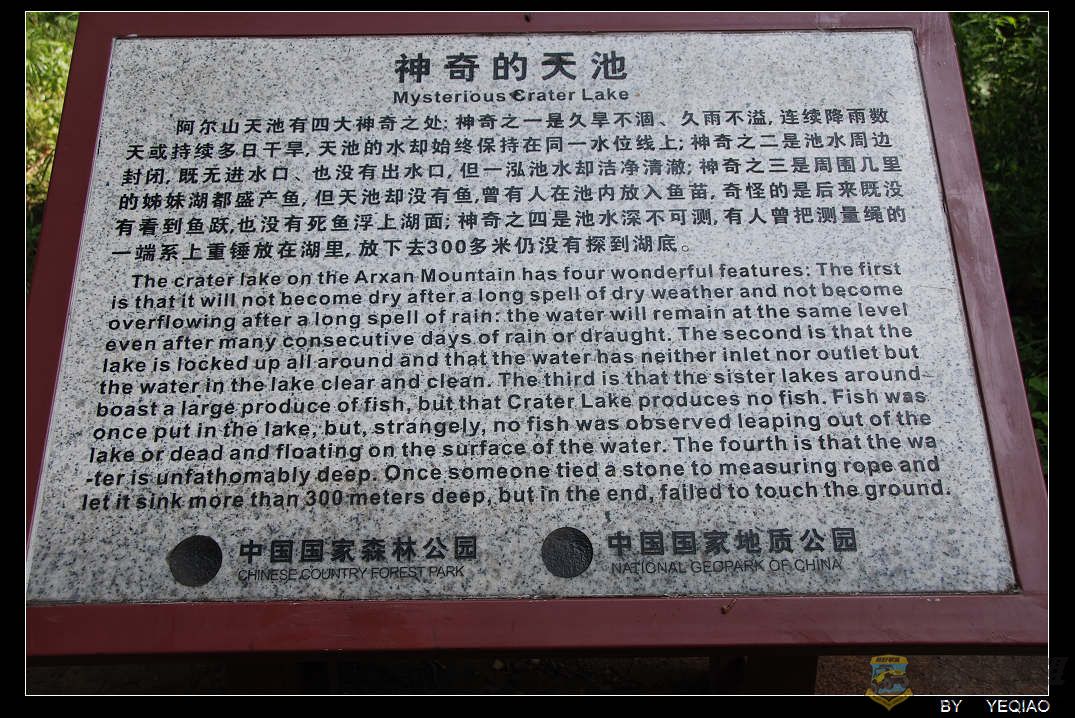 神奇的天池
Mysterious Crater Lake
阿尔山天池有四大神奇之处：神奇之一是久旱不涸、久雨不溢，连续降雨数
天或持续多日干旱，天池的水却始终保持在同一水位线上；神奇之二是池水周边
封闭，既无进水口、也没有出水口，但一泓池水却洁净清澈；神奇之三是周围几里
的姊妹湖都盛产鱼，但天池却没有鱼，曾有人在池内放入鱼苗，奇怪的是后来既没
有看到鱼跃，也没有死鱼浮上湖面；神奇之四是池水深不可测，有人曾把测量绳的
一端系上重锤放在湖里，放下去300多米仍没有探到湖底。
The crater lake on the Arxan Mountain has four wonderful features: The first
is that it will not become dry after a long spell of dry weather and not become
overflowing after a long spell of rain: the water will remain at the same level
even after many consecutive days of rain or draught. The second is that the
lake is locked up all around and that the water has neither inlet nor outlet but
the water in the lake clear and clean. The third is that the sister lakes around
boast a large produce of fish, but that Crater Lake produces no fish. Fish was
once put in the lake, but, strangely, no fish was observed leaping out of the
lake or dead and floating on the surface of the water. The fourth is that the wa
-ter is unfathomably deep. Once someone tied a stone to measuring rope and
let it sink more than 300 meters deep, but in the end, failed to touch the ground.
中国国家森林公园
CHINESE COUNTRY FOREST PARK
中国国家地质公园
NATIONAL GEOPARK OF CHINA
BY YEQIAO